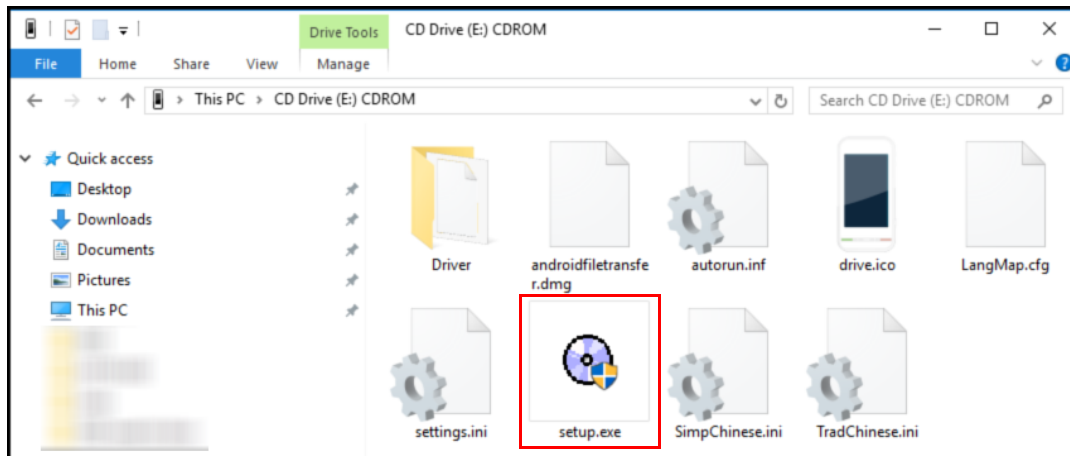 Drive Tools
CD Drive (E:) CDROM
File
Home
Share
View
Manage
?
This PC
CD Drive (E:) CDROM
Search CD Drive (E:) CDROM
Quick access
Desktop
Downloads
Documents
Pictures
This PC
Driver
androidfiletransfe
r.dmg
autorun.inf
drive.ico
LangMap.cfg
settings.ini
setup.exe
SimpChinese.ini
TradChinese.ini